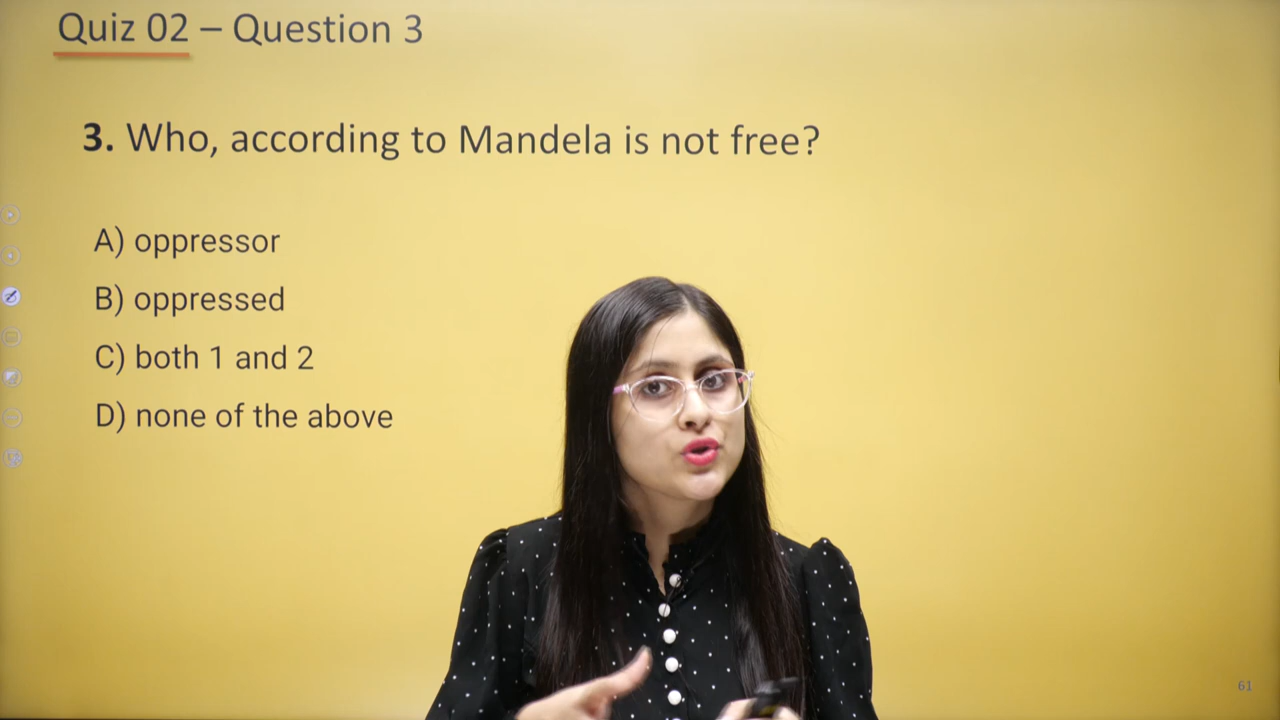 Quiz 02 – Question 3
3. Who, according to Mandela is not free?
A) oppressor
B) oppressed
C) both 1 and 2
D) none of the above
61